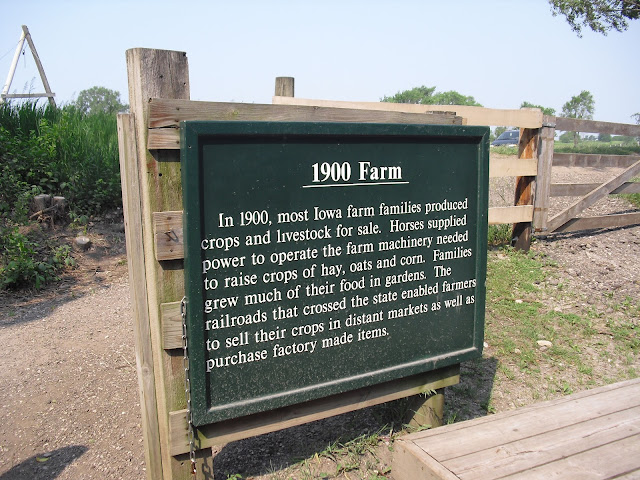 1900 Farm
In 1900, most Iowa farm families produced
crops and livestock for sale. Horses supplied
power to operate the farm machinery needed
to raise crops of hay, oats and corn. Families
grew much of their food in gardens. The
railroads that crossed the state enabled farmers
to sell their crops in distant markets as well as
purchase factory made items.